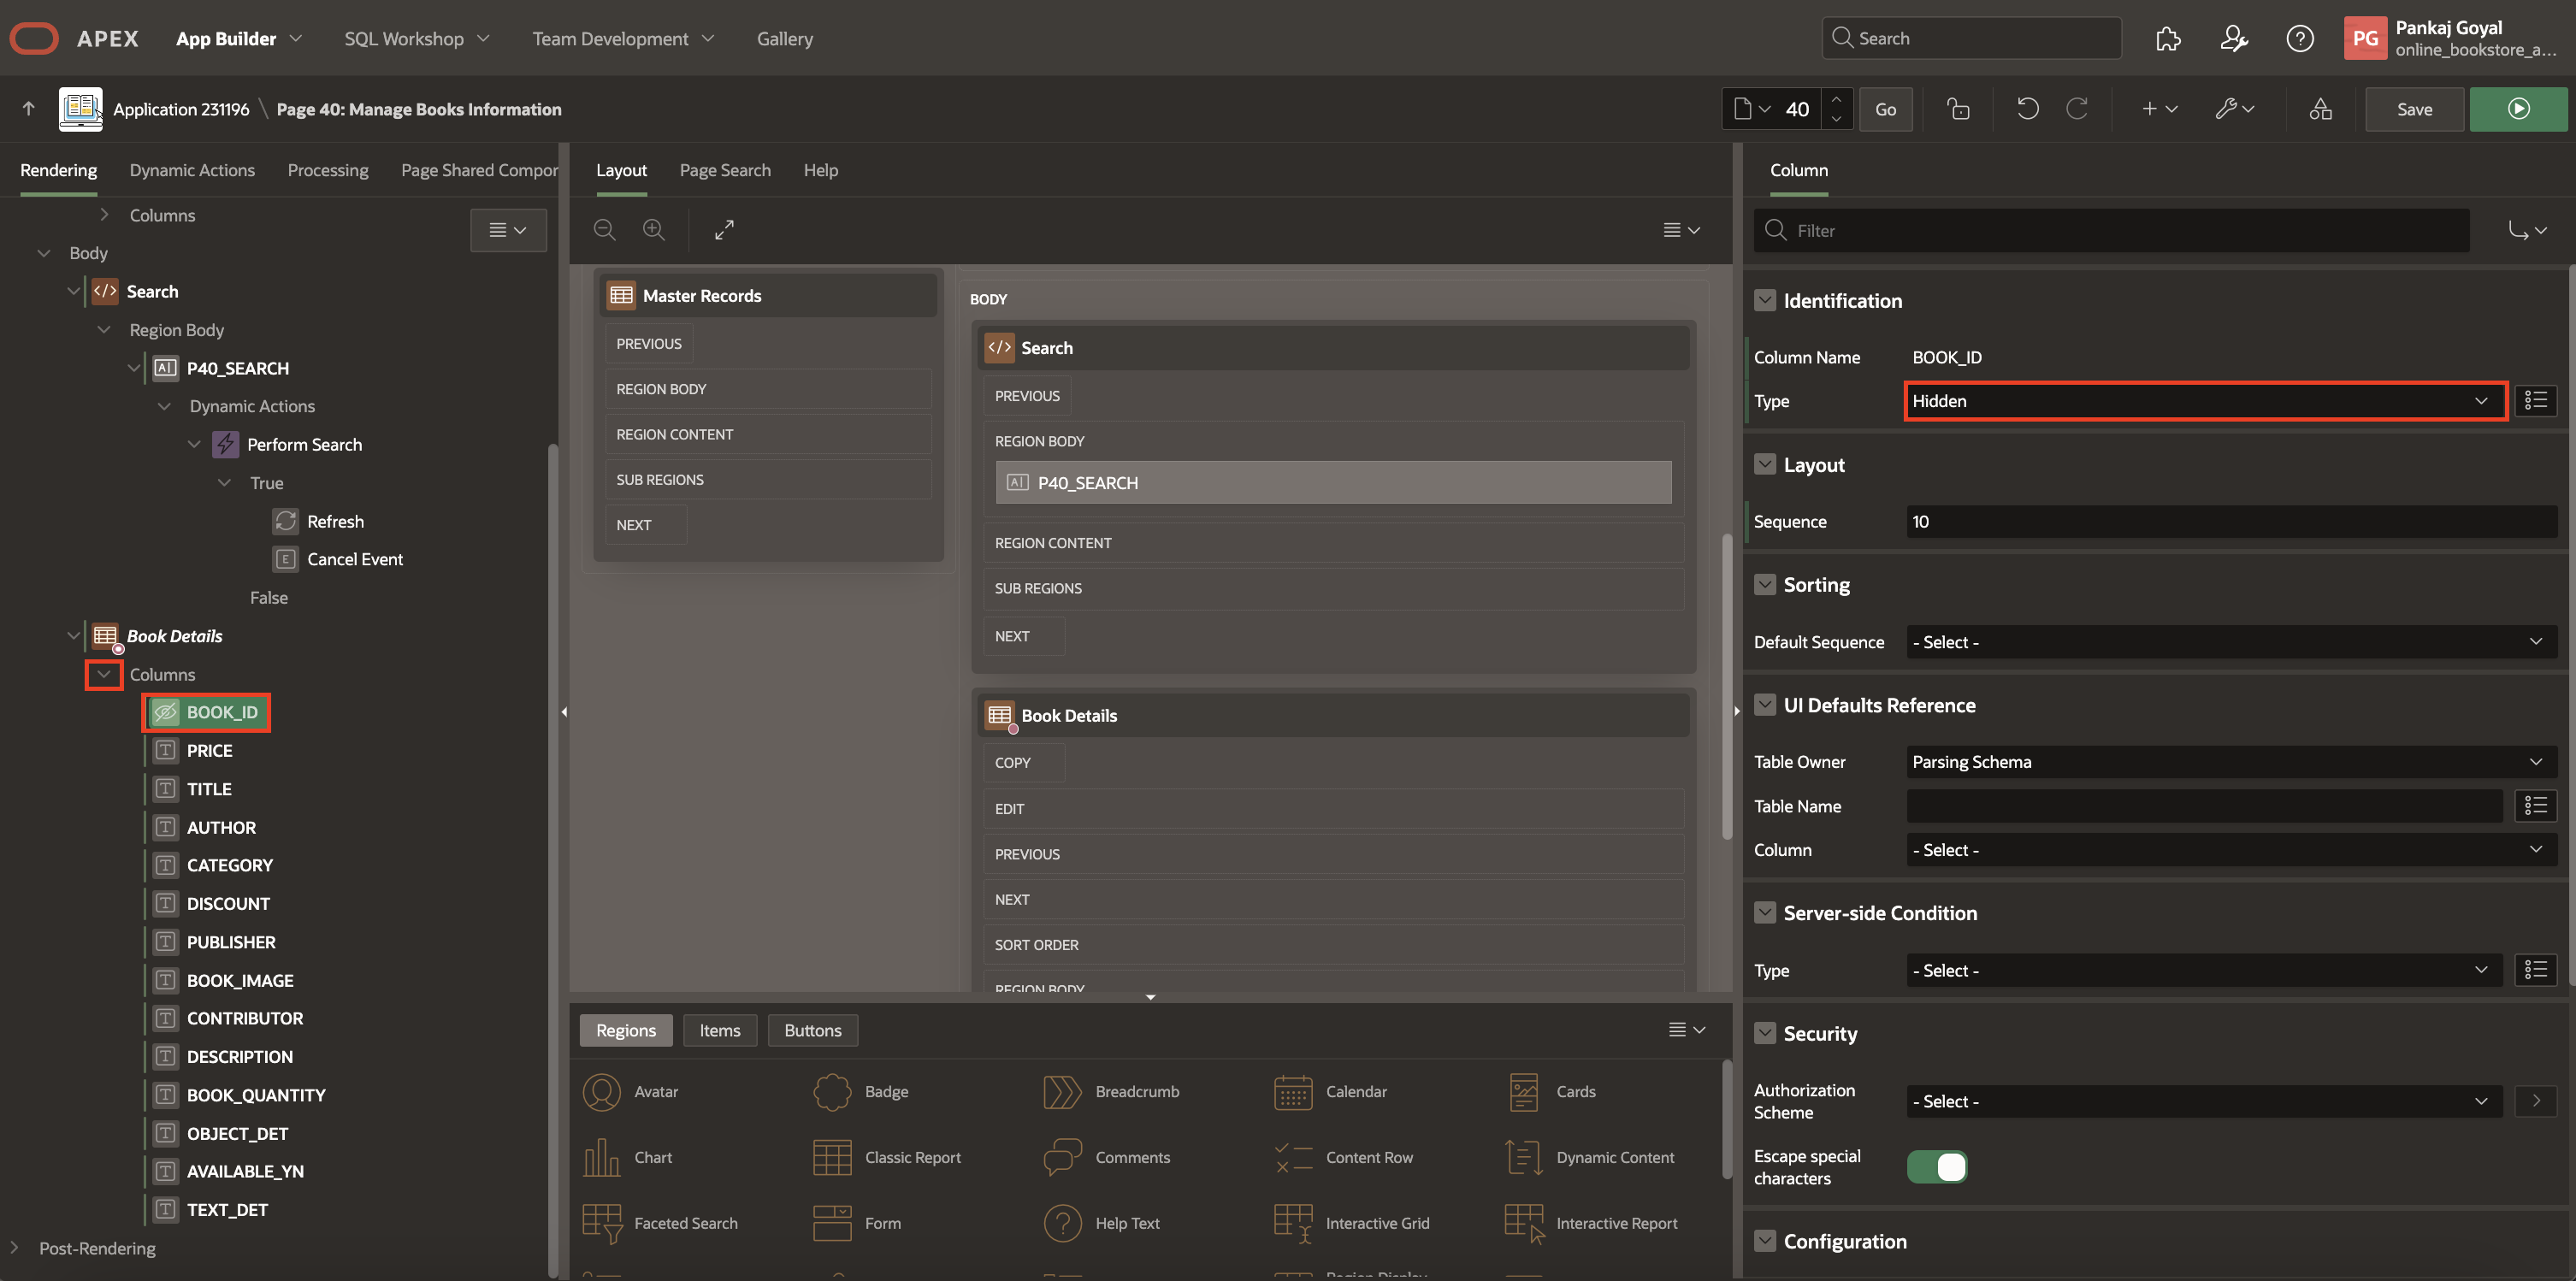 APEX
App Builder
SQL Workshop
Team Development
Gallery
Search
PG
Pankaj Goyal
online_bookstore_a...
Application 231196 \ Page 40: Manage Books Information
40
Go
Save
Rendering
Dynamic Actions
Processing
Page Shared Compor
Columns
Body
</> Search
Region Body
P40_SEARCH
Dynamic Actions
Perform Search
True
Refresh
E Cancel Event
False
Book Details
Columns
BOOK_ID
PRICE
TITLE
AUTHOR
CATEGORY
DISCOUNT
PUBLISHER
BOOK_IMAGE
CONTRIBUTOR
DESCRIPTION
BOOK_QUANTITY
OBJECT_DET
AVAILABLE_YN
TEXT_DET
Post-Rendering
Layout
Page Search
Help
Master Records
PREVIOUS
REGION BODY
REGION CONTENT
SUB REGIONS
NEXT
BODY
</> Search
PREVIOUS
REGION BODY
P40_SEARCH
REGION CONTENT
SUB REGIONS
NEXT
Book Details
COPY
EDIT
PREVIOUS
NEXT
SORT ORDER
REGION BODY
Regions
Items
Buttons
Avatar
Badge
Breadcrumb
Calendar
Cards
Chart
Classic Report
Comments
Content Row
Dynamic Content
Faceted Search
Form
Help Text
Interactive Grid
Interactive Report
Region Display
Column
Filter
Identification
Column Name BOOK_ID
Type Hidden
Layout
Sequence 10
Sorting
Default Sequence - Select -
UI Defaults Reference
Table Owner Parsing Schema
Table Name
Column - Select -
Server-side Condition
Type - Select -
Security
Authorization
Scheme
- Select -
Escape special
characters
Configuration